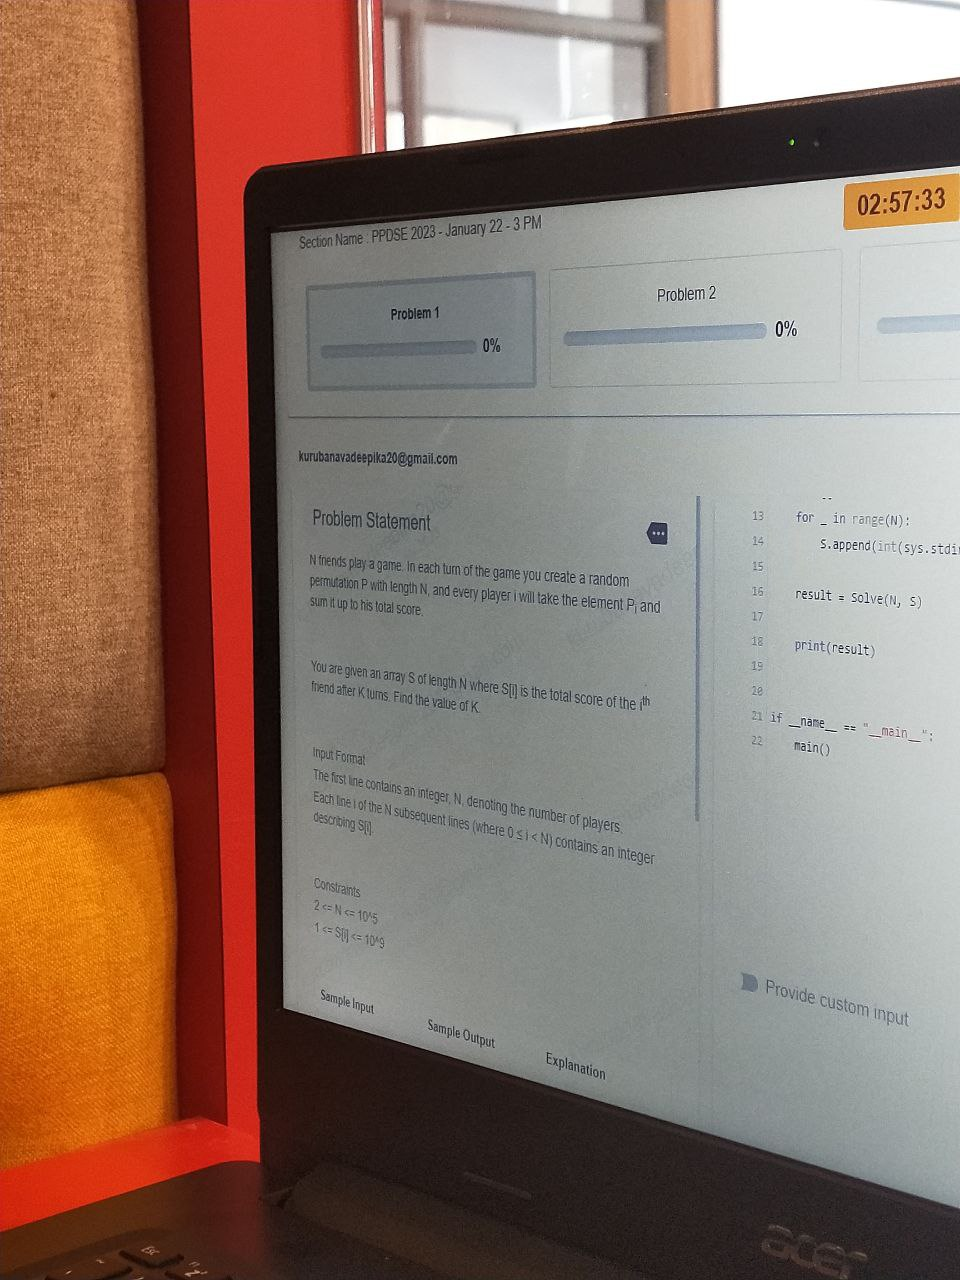 02:57:33
Section Name : PPDSE 2023 - January 22 - 3 PM
Problem 1
0%
Problem 2
0%
kurubanavadeepika20@gmail.com
Problem Statement
N friends play a game. In each turn of the game you create a random
permutation P with length N, and every player i will take the element Pi and
sum it up to his total score.
You are given an array S of length N where S[i] is the total score of the ith
friend after K turns. Find the value of K.
Input Format
The first line contains an integer, N, denoting the number of players.
Each line i of the N subsequent lines (where 0 ≤ i < N) contains an integer
describing S[i].
Constraints
2 <= N <= 10^5
1 <= S[i] <= 10^9
Sample Input
Sample Output
Explanation
13 for _ in range(N):
14 S.append(int(sys.stdin
15
16 result = Solve(N, S)
17
18 print(result)
19
20
21 if __name__ == "__main__":
22 main()
Provide custom input
acer
Esc